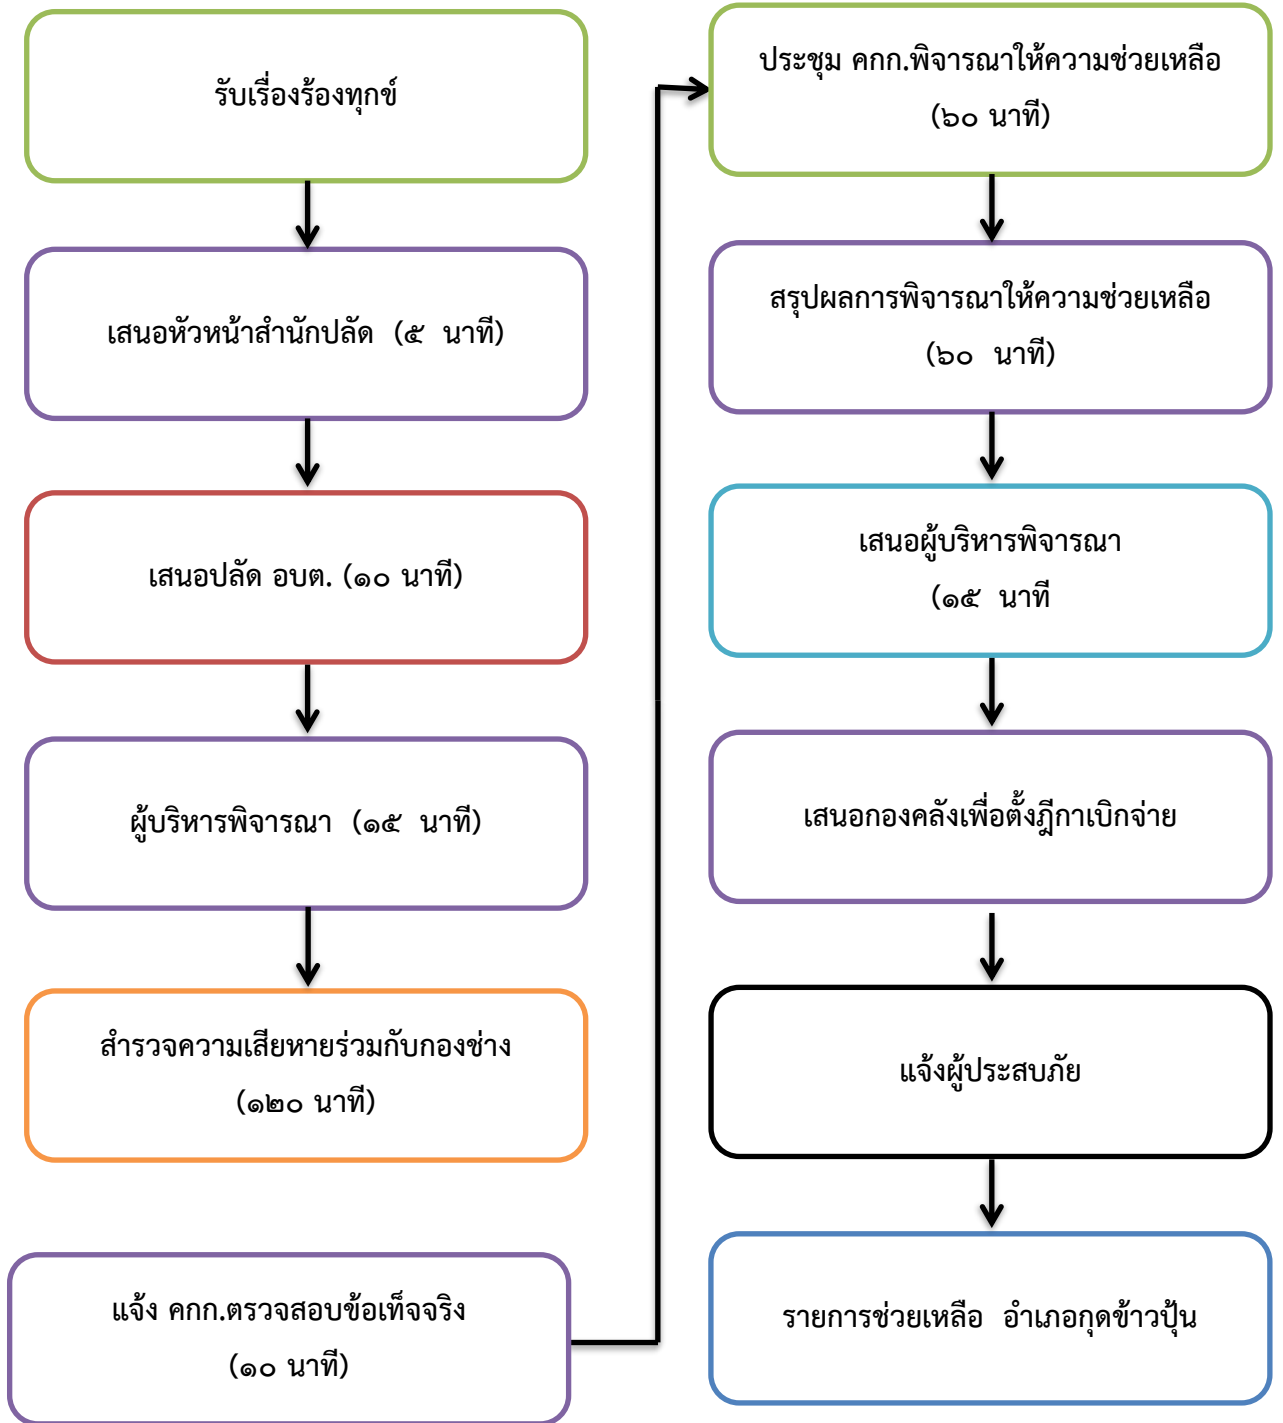 รับเรื่องร้องทุกข์
เสนอหัวหน้าสำนักปลัด  (๕  นาที)
เสนอปลัด อบต. (๑๐ นาที)
ผู้บริหารพิจารณา  (๑๕  นาที)
สำรวจความเสียหายร่วมกับกองช่าง
(๑๒๐ นาที)
แจ้ง คกก.ตรวจสอบข้อเท็จจริง
(๑๐ นาที)
ประชุม คกก.พิจารณาให้ความช่วยเหลือ
(๖๐ นาที)
สรุปผลการพิจารณาให้ความช่วยเหลือ
(๖๐  นาที)
เสนอผู้บริหารพิจารณา
(๑๕  นาที
เสนอกองคลังเพื่อตั้งฎีกาเบิกจ่าย
แจ้งผู้ประสบภัย
รายการช่วยเหลือ  อำเภอกุดข้าวปุ้น